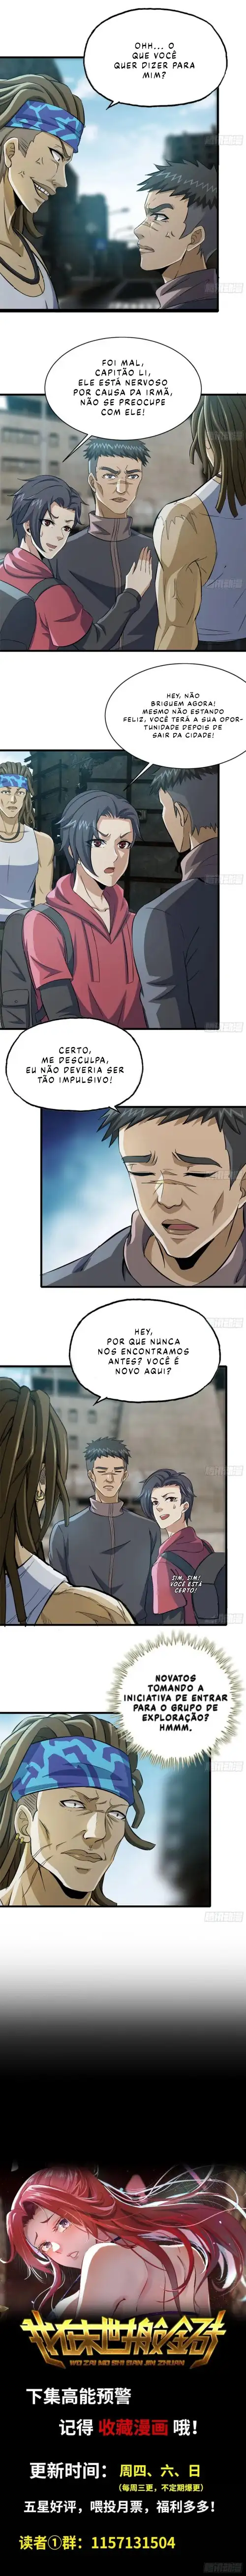 OHH... O
QUE VOCÊ
QUER DIZER PARA
MIM?
FOI MAL,
CAPITÃO LI,
ELE ESTÁ NERVOSO
POR CAUSA DA IRMÃ,
NÃO SE PREOCUPE
COM ELE!
HEY, NÃO
BRIGUEM AGORA!
MESMO NÃO ESTANDO
FELIZ, VOCÊ TERÁ A SUA OPOR-
TUNIDADE DEPOIS DE
SAIR DA CIDADE!
CERTO,
ME DESCULPA,
EU NÃO DEVERIA SER
TÃO IMPULSIVO!
HEY,
POR QUE NUNCA
NOS ENCONTRAMOS
ANTES? VOCÊ É
NOVO AQUI?
SIM, SIM!
VOCÊ ESTÁ
CERTO!
NOVATOS
TOMANDO A
INICIATIVA DE ENTRAR
PARA O GRUPO DE
EXPLORAÇÃO?
HMMM.
我在末世搬金砖
WO ZAI MO SHI BAN JIN ZHUAN
下集高能预警
记得 收藏漫画 哦！
更新时间： 周四、六、日
（每周三更，不定期爆更）
五星好评，喂投月票，福利多多！
读者①群：1157131504